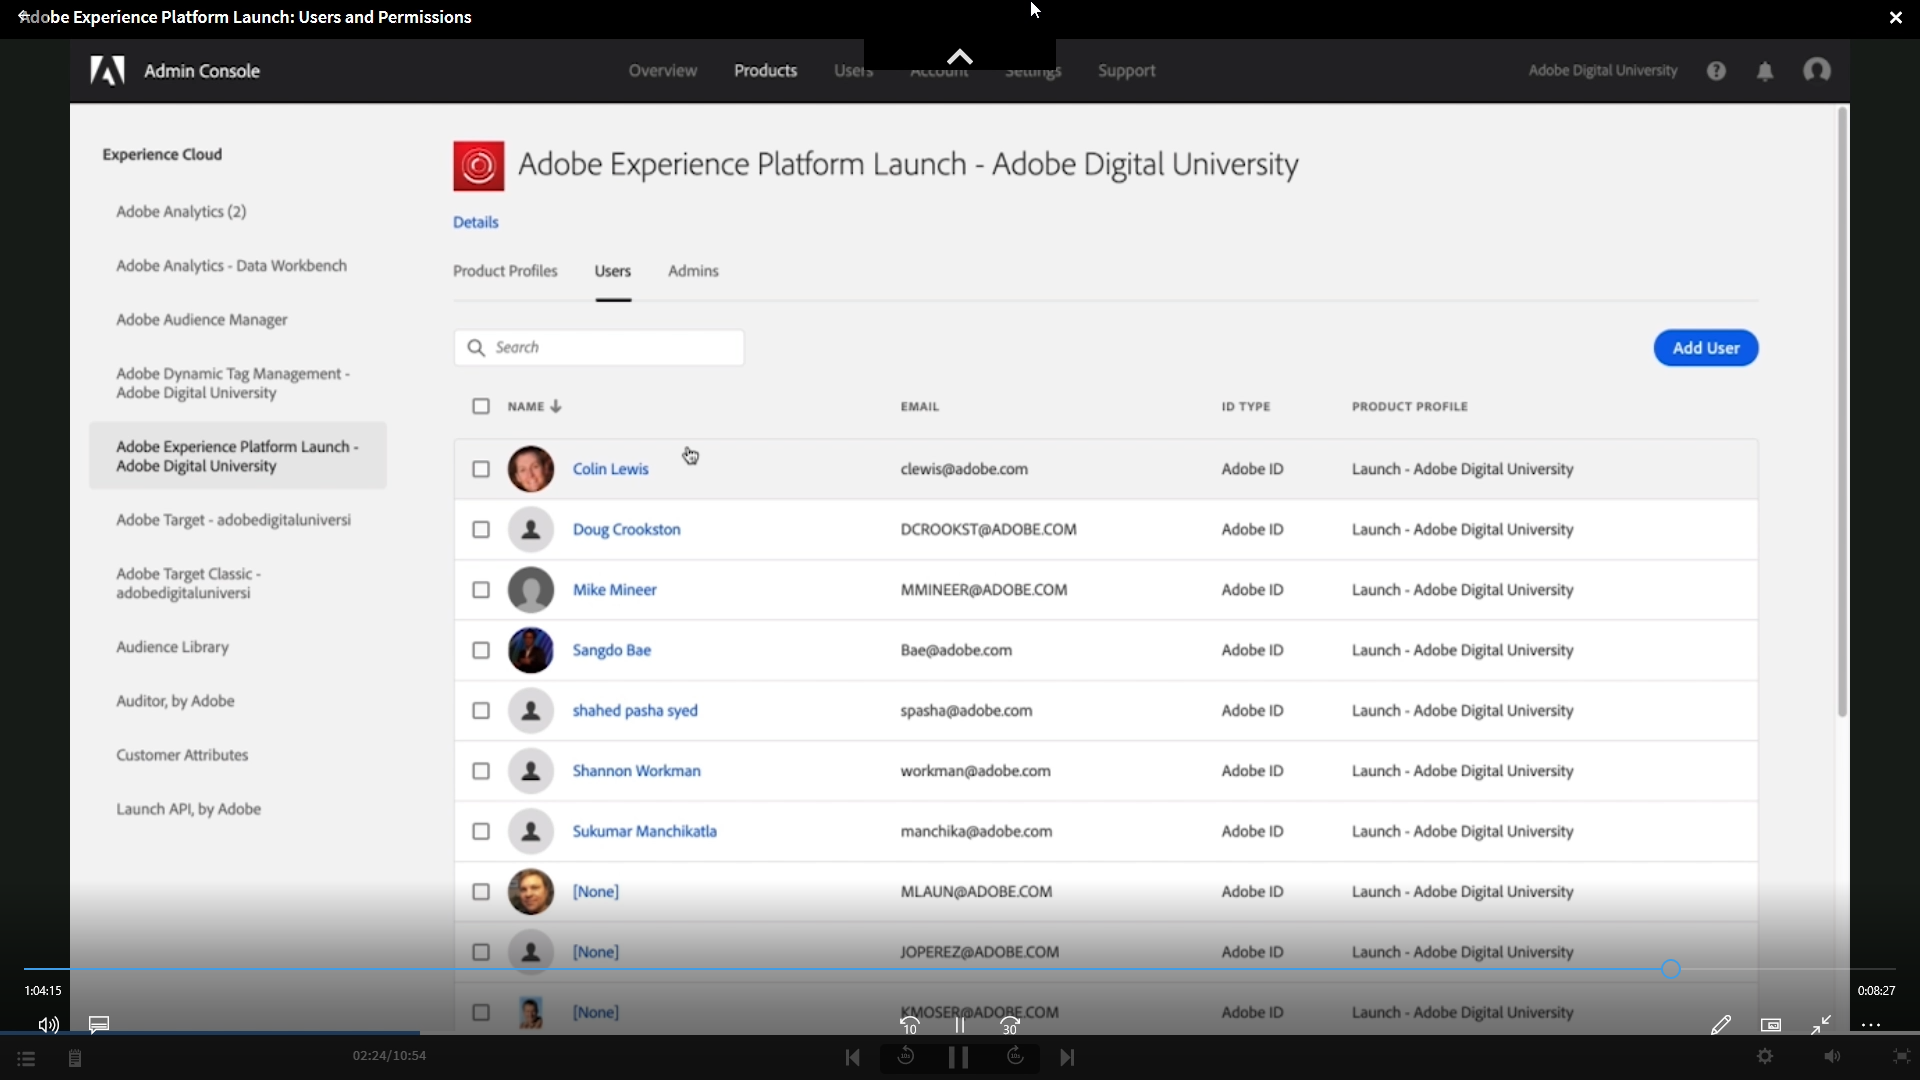 Adobe Experience Platform Launch: Users and Permissions
Admin Console
Overview
Products
Users
Account
Settings
Support
Adobe Digital University
Experience Cloud
Adobe Analytics (2)
Adobe Analytics - Data Workbench
Adobe Audience Manager
Adobe Dynamic Tag Management -
Adobe Digital University
Adobe Experience Platform Launch -
Adobe Digital University
Adobe Target - adobedigitaluniversi
Adobe Target Classic -
adobedigitaluniversi
Audience Library
Auditor, by Adobe
Customer Attributes
Launch API, by Adobe
Adobe Experience Platform Launch - Adobe Digital University
Details
Product Profiles
Users
Admins
Search
Add User
NAME EMAIL ID TYPE PRODUCT PROFILE
Colin Lewis clewis@adobe.com Adobe ID Launch - Adobe Digital University
Doug Crookston DCROOKST@ADOBE.COM Adobe ID Launch - Adobe Digital University
Mike Mineer MMINEER@ADOBE.COM Adobe ID Launch - Adobe Digital University
Sangdo Bae Bae@adobe.com Adobe ID Launch - Adobe Digital University
shahed pasha syed spasha@adobe.com Adobe ID Launch - Adobe Digital University
Shannon Workman workman@adobe.com Adobe ID Launch - Adobe Digital University
Sukumar Manchikatla manchika@adobe.com Adobe ID Launch - Adobe Digital University
[None] MLAUN@ADOBE.COM Adobe ID Launch - Adobe Digital University
[None] JOPEREZ@ADOBE.COM Adobe ID Launch - Adobe Digital University
[None] KMOSER@ADOBE.COM Adobe ID Launch - Adobe Digital University
1:04:15
0:08:27
10
30
02:24/10:54
10s
10s